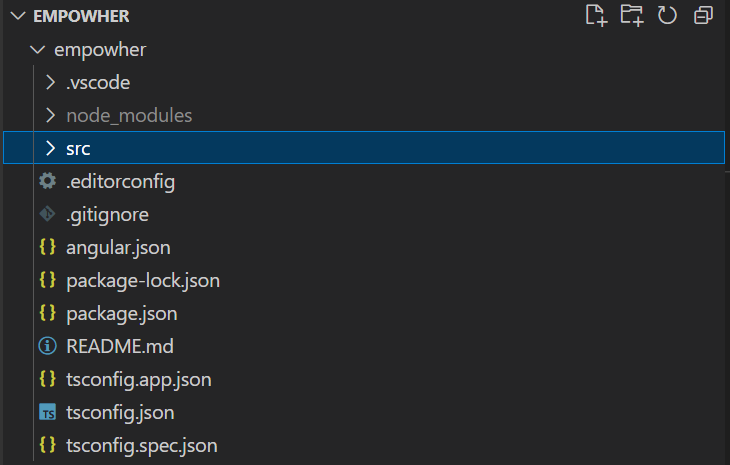 EMPOWHER
empowher
.vscode
node_modules
src
.editorconfig
.gitignore
{} angular.json
{} package-lock.json
{} package.json
README.md
{} tsconfig.app.json
TS tsconfig.json
{} tsconfig.spec.json